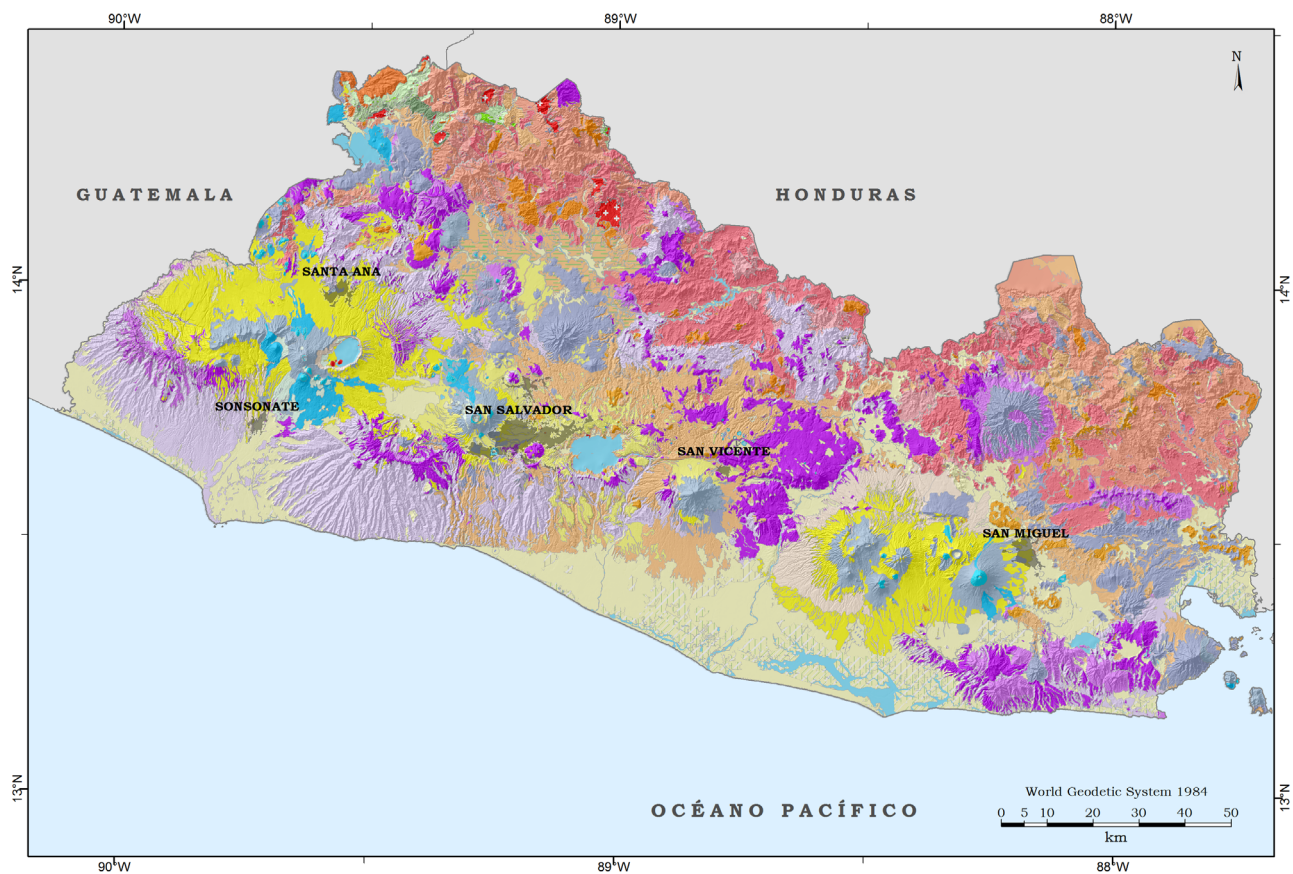 90°W 89°W 88°W
N
GUATEMALA
HONDURAS
SANTA ANA
14°N
14°N
SONSONATE
SAN SALVADOR
SAN VICENTE
SAN MIGUEL
13°N
13°N
World Geodetic System 1984
OCÉANO PACÍFICO
0 5 10 20 30 40 50
km
90°W 89°W 88°W